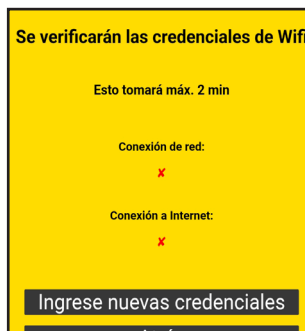 Se verificarán las credenciales de Wifi
Esto tomará máx. 2 min
Conexión de red:
✘
Conexión a Internet:
✘
Ingrese nuevas credenciales